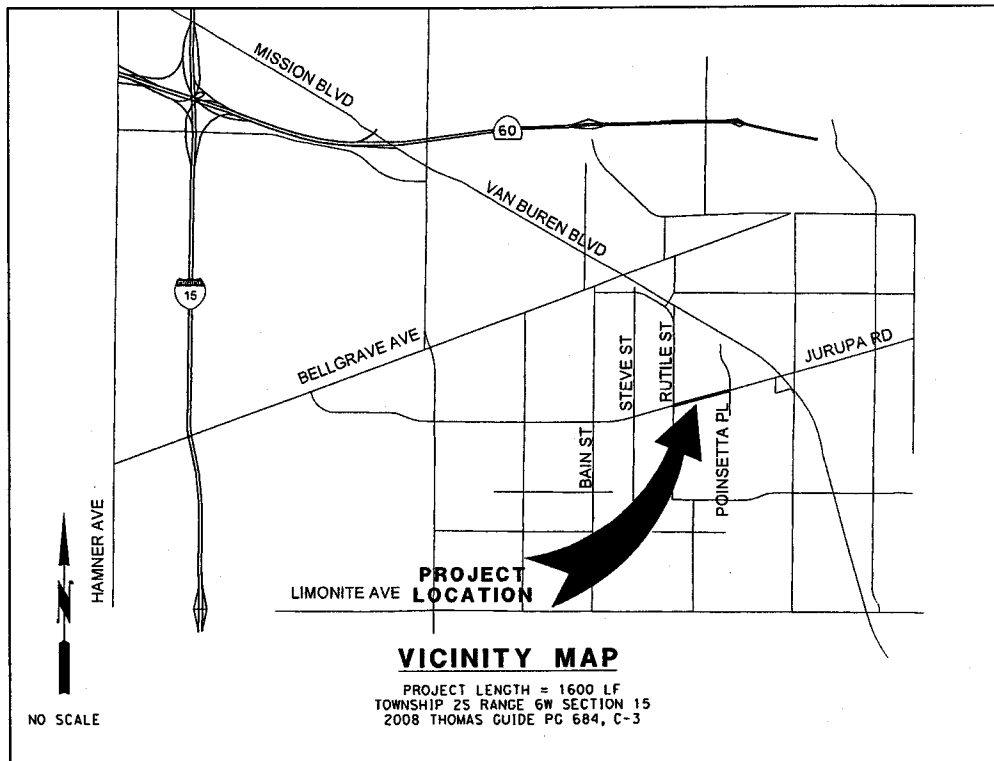 MISSION BLVD
60
VAN BUREN BLVD
15
BELLGRAVE AVE
STEVE ST
RUTILE ST
JURUPA RD
BAIN ST
POINSETTA PL
HAMNER AVE
LIMONITE AVE
PROJECT
LOCATION
N
NO SCALE
VICINITY MAP
PROJECT LENGTH = 1600 LF
TOWNSHIP 2S RANGE 6W SECTION 15
2008 THOMAS GUIDE PG 684, C-3